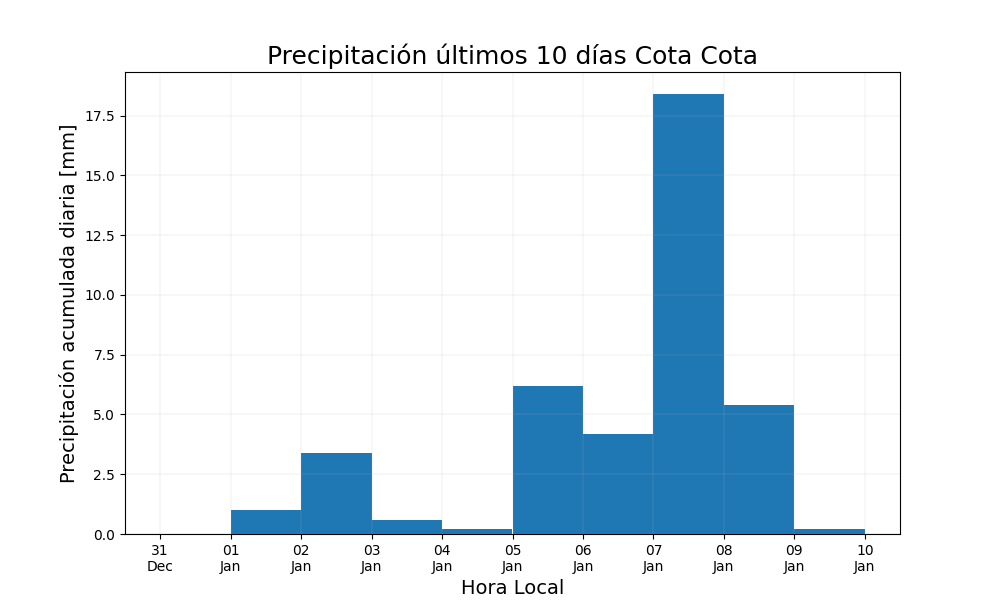 Precipitación últimos 10 días Cota Cota
Precipitación acumulada diaria [mm]
17.5
15.0
12.5
10.0
7.5
5.0
2.5
0.0
31 01 02 03 04 05 06 07 08 09 10
Dec Jan Jan Jan Jan Jan Jan Jan Jan Jan Jan
Hora Local